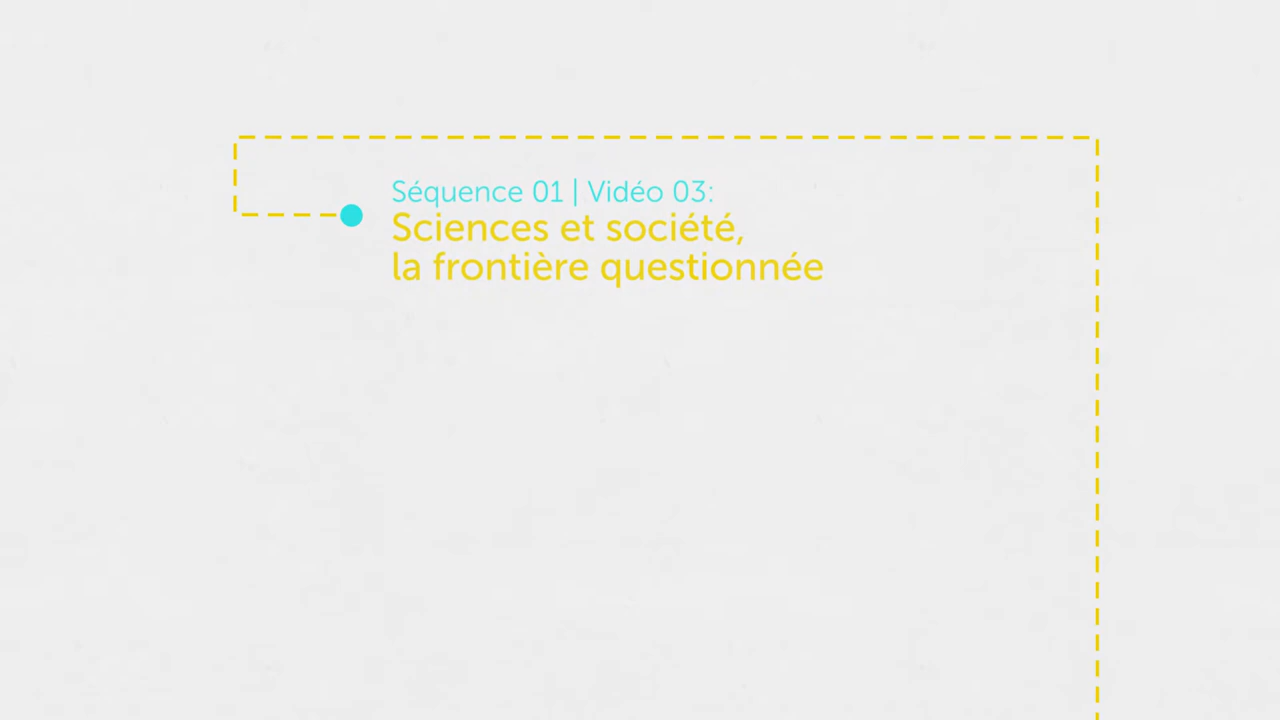 Séquence 01 | Vidéo 03:
Sciences et société,
la frontière questionnée